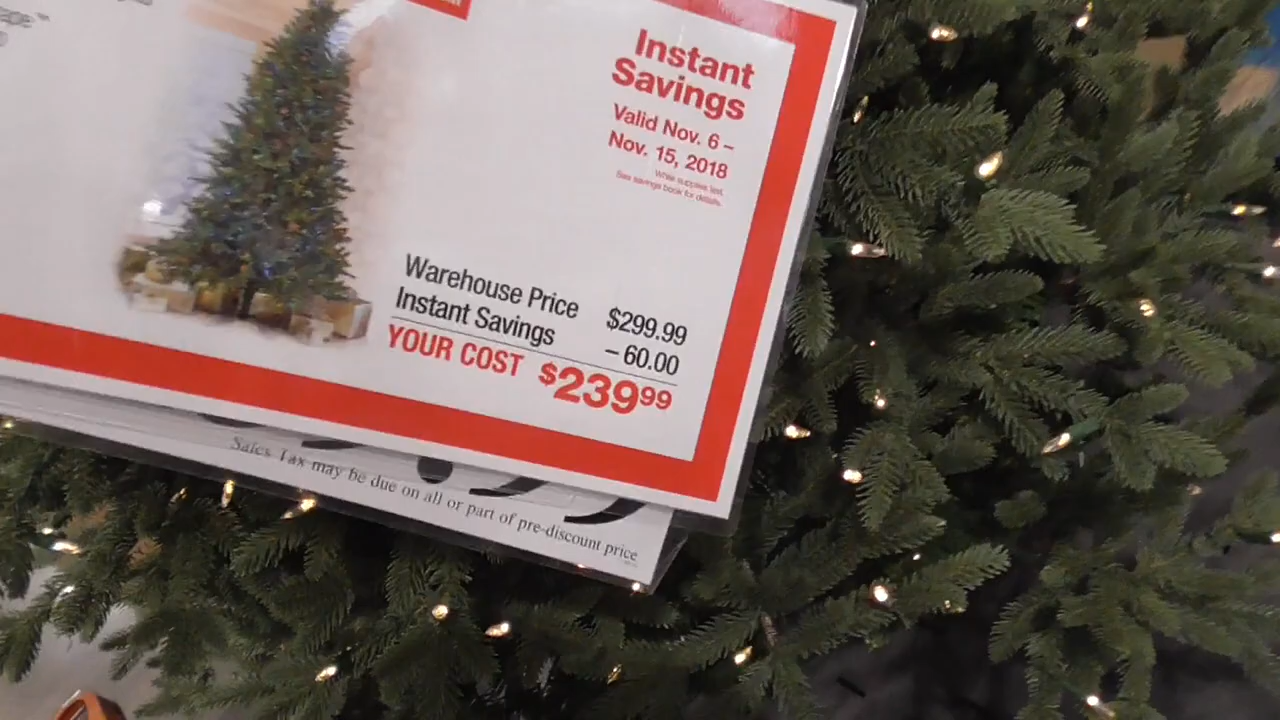 Instant
Savings
Valid Nov. 6 –
Nov. 15, 2018
While supplies last.
See savings book for details.
Warehouse Price $299.99
Instant Savings –60.00
YOUR COST $23999
Sales Tax may be due on all or part of pre-discount price